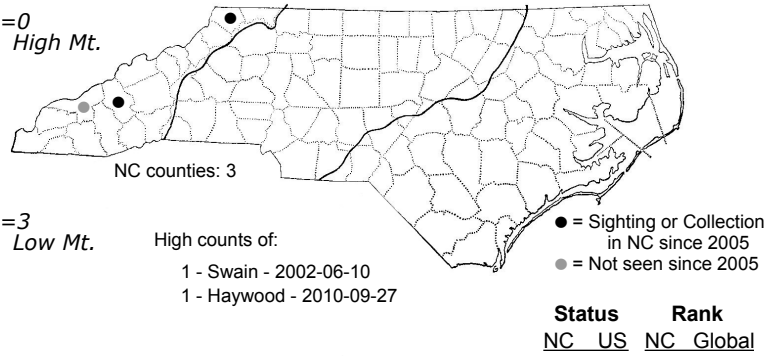 =0
High Mt.
NC counties: 3
=3
Low Mt.
High counts of:
1 - Swain - 2002-06-10
1 - Haywood - 2010-09-27
● = Sighting or Collection
in NC since 2005
● = Not seen since 2005
Status Rank
NC US NC Global